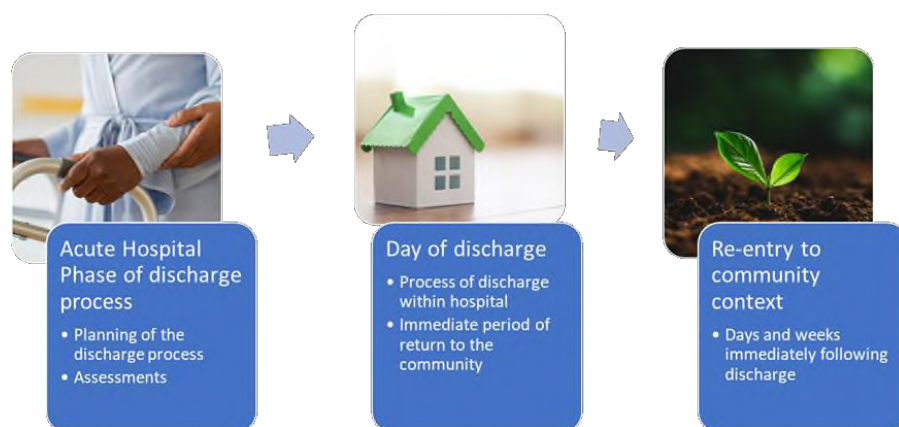 Acute Hospital
Phase of discharge
process
• Planning of the
discharge process
• Assessments
Day of discharge
• Process of discharge
within hospital
• Immediate period of
return to the
community
Re-entry to
community
context
• Days and weeks
immediately following
discharge